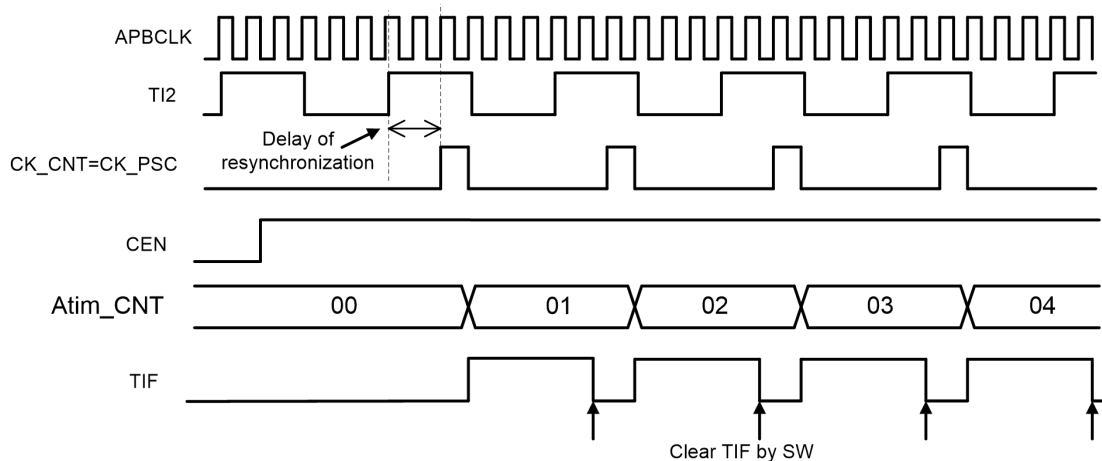 APBCLK
TI2
Delay of
resynchronization
CK_CNT=CK_PSC
CEN
Atim_CNT
00
01
02
03
04
TIF
Clear TIF by SW